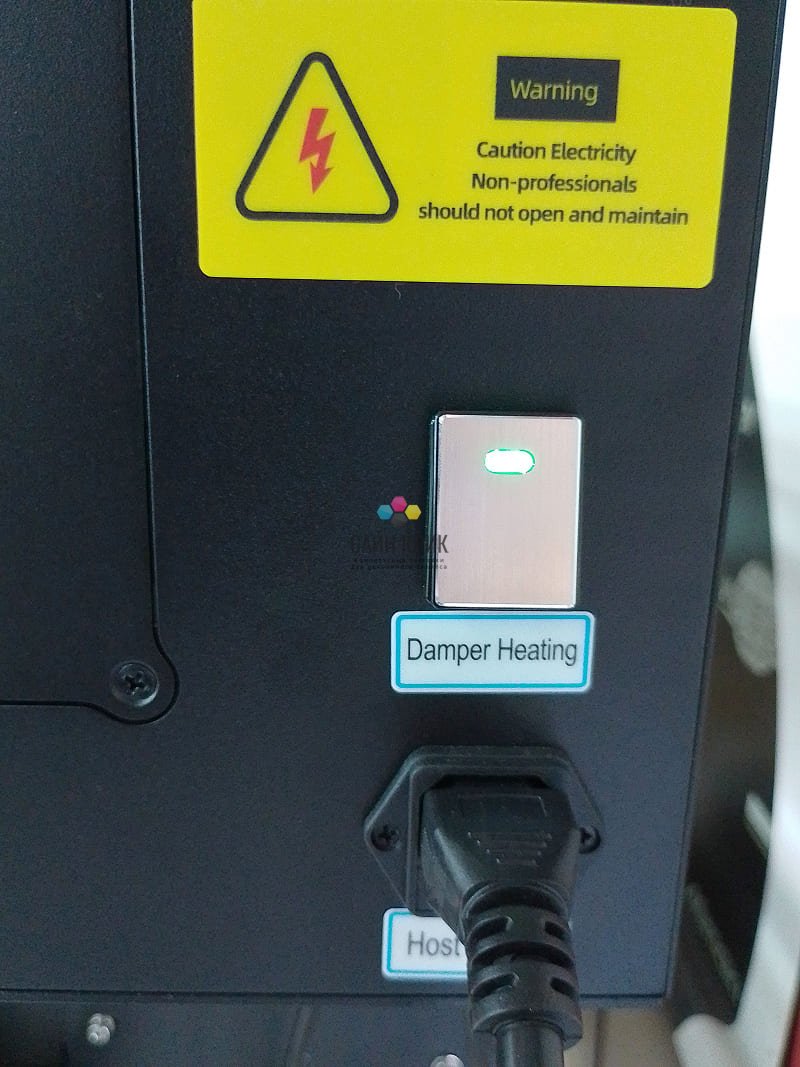 Warning
Caution Electricity
Non-professionals
should not open and maintain
Damper Heating
Host